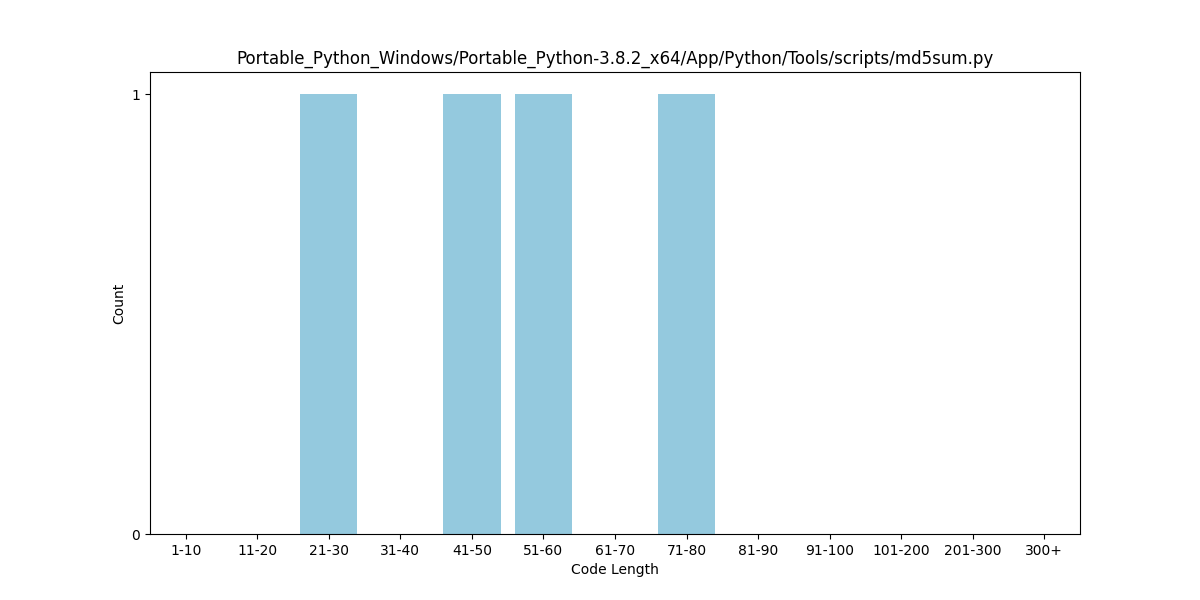 Portable_Python_Windows/Portable_Python-3.8.2_x64/App/Python/Tools/scripts/md5sum.py
1
Count
0
1-10 11-20 21-30 31-40 41-50 51-60 61-70 71-80 81-90 91-100 101-200 201-300 300+
Code Length